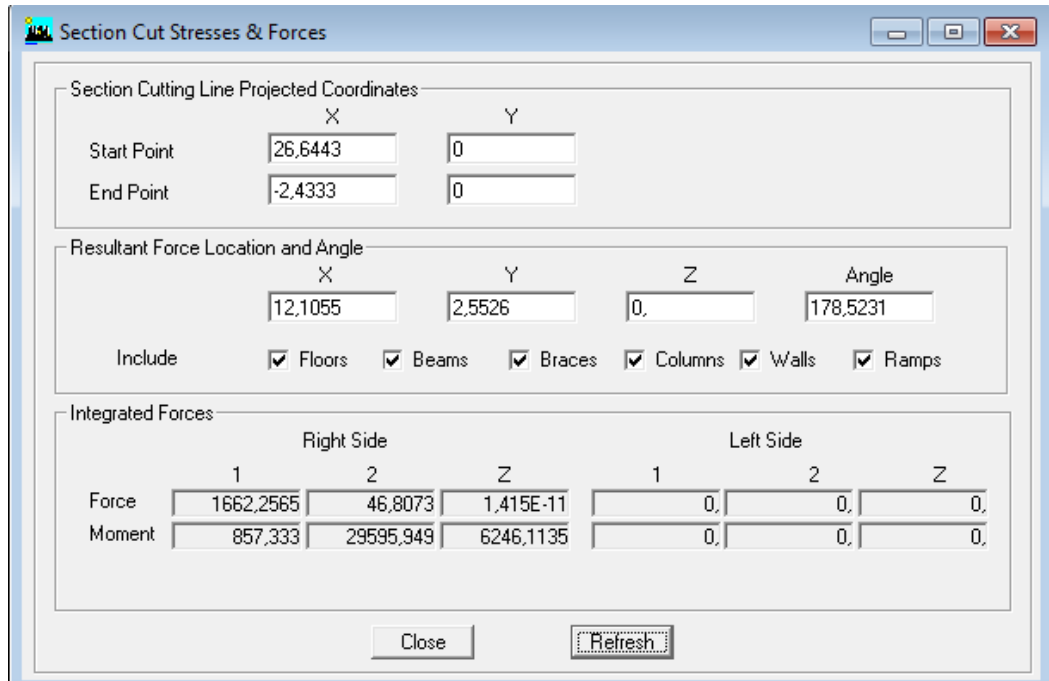 Section Cut Stresses & Forces
Section Cutting Line Projected Coordinates
X Y
Start Point 26,6443 0
End Point -2,4333 0
Resultant Force Location and Angle
X Y Z Angle
12,1055 2,5526 0, 178,5231
Include Floors Beams Braces Columns Walls Ramps
Integrated Forces
Right Side Left Side
1 2 Z 1 2 Z
Force 1662,2565 46,8073 1,415E-11 0, 0, 0,
Moment 857,333 29595,949 6246,1135 0, 0, 0,
Close Refresh